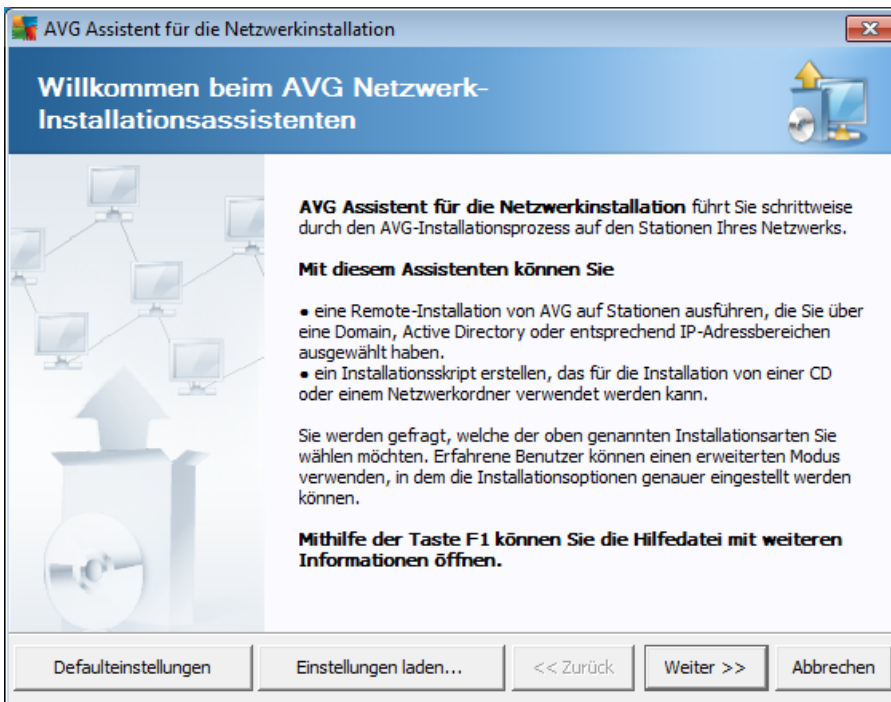 AVG Assistent für die Netzwerkinstallation
Willkommen beim AVG Netzwerk-
Installationsassistenten
AVG Assistent für die Netzwerkinstallation führt Sie schrittweise
durch den AVG-Installationsprozess auf den Stationen Ihres Netzwerks.
Mit diesem Assistenten können Sie
• eine Remote-Installation von AVG auf Stationen ausführen, die Sie über
eine Domain, Active Directory oder entsprechend IP-Adressbereichen
ausgewählt haben.
• ein Installationsskript erstellen, das für die Installation von einer CD
oder einem Netzwerkordner verwendet werden kann.
Sie werden gefragt, welche der oben genannten Installationsarten Sie
wählen möchten. Erfahrene Benutzer können einen erweiterten Modus
verwenden, in dem die Installationsoptionen genauer eingestellt werden
können.
Mithilfe der Taste F1 können Sie die Hilfedatei mit weiteren
Informationen öffnen.
Defaulteinstellungen
Einstellungen laden...
<< Zurück
Weiter >>
Abbrechen